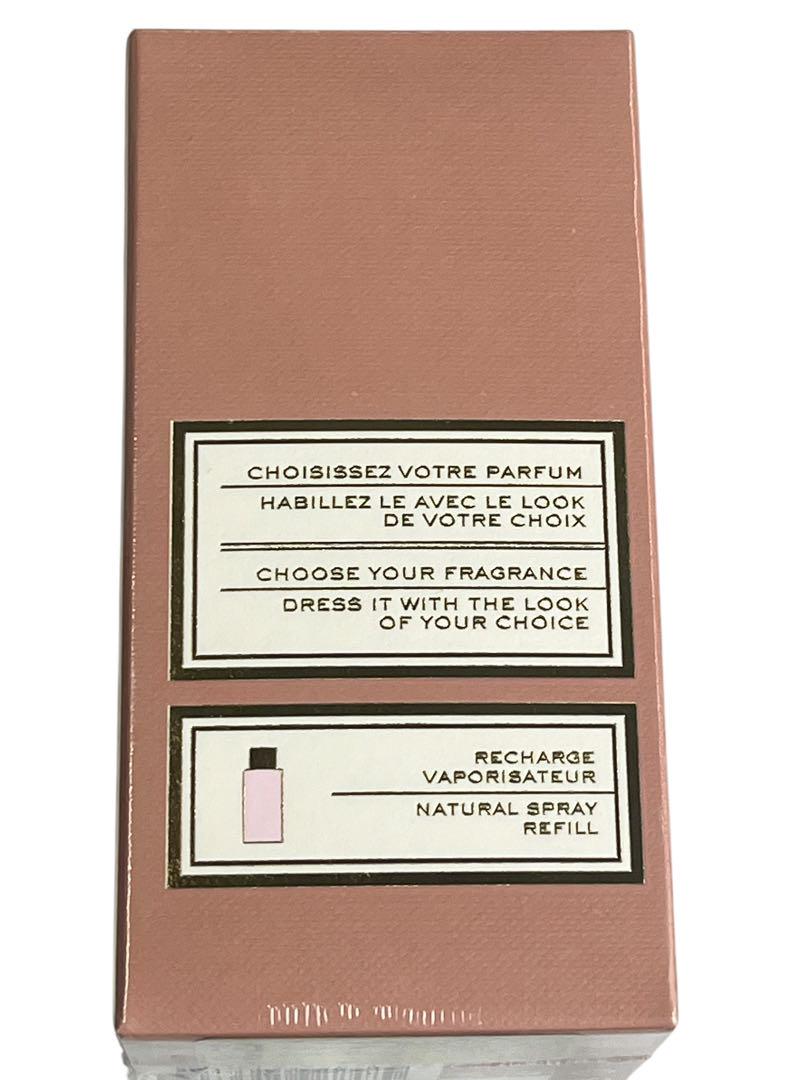 CHOISISSEZ VOTRE PARFUM
HABILLEZ LE AVEC LE LOOK
DE VOTRE CHOIX
CHOOSE YOUR FRAGRANCE
DRESS IT WITH THE LOOK
OF YOUR CHOICE
RECHARGE
VAPORISATEUR
NATURAL SPRAY
REFILL